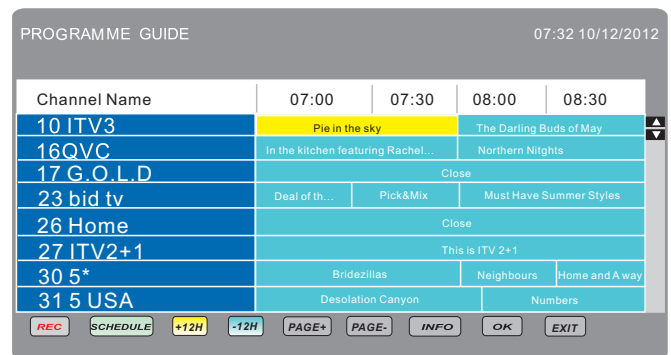 PROGRAMME GUIDE 07:32 10/12/2012
Channel Name 07:00 07:30 08:00 08:30
10 ITV3 Pie in the sky The Darling Buds of May
16QVC In the kitchen featuring Rachel... Northern Nitghts
17 G.O.L.D Close
23 bid tv Deal of th... Pick&Mix Must Have Summer Styles
26 Home Close
27 ITV2+1 This is ITV 2+1
30 5* Bridezillas Neighbours Home and A way
31 5 USA Desolation Canyon Numbers
REC SCHEDULE +12H -12H PAGE+ PAGE- INFO OK EXIT